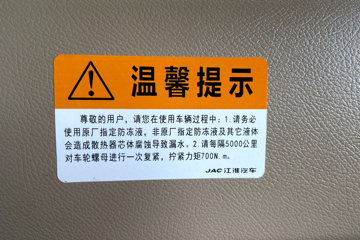 温馨提示
尊敬的用户，请您在使用车辆过程中：1.请务必
使用原厂指定防冻液，非原厂指定防冻液及其它液体
会造成散热器芯体腐蚀导致漏水。2.请每隔5000公里
对车轮螺母进行一次复紧，拧紧力矩700N.m。
JAC江淮汽车